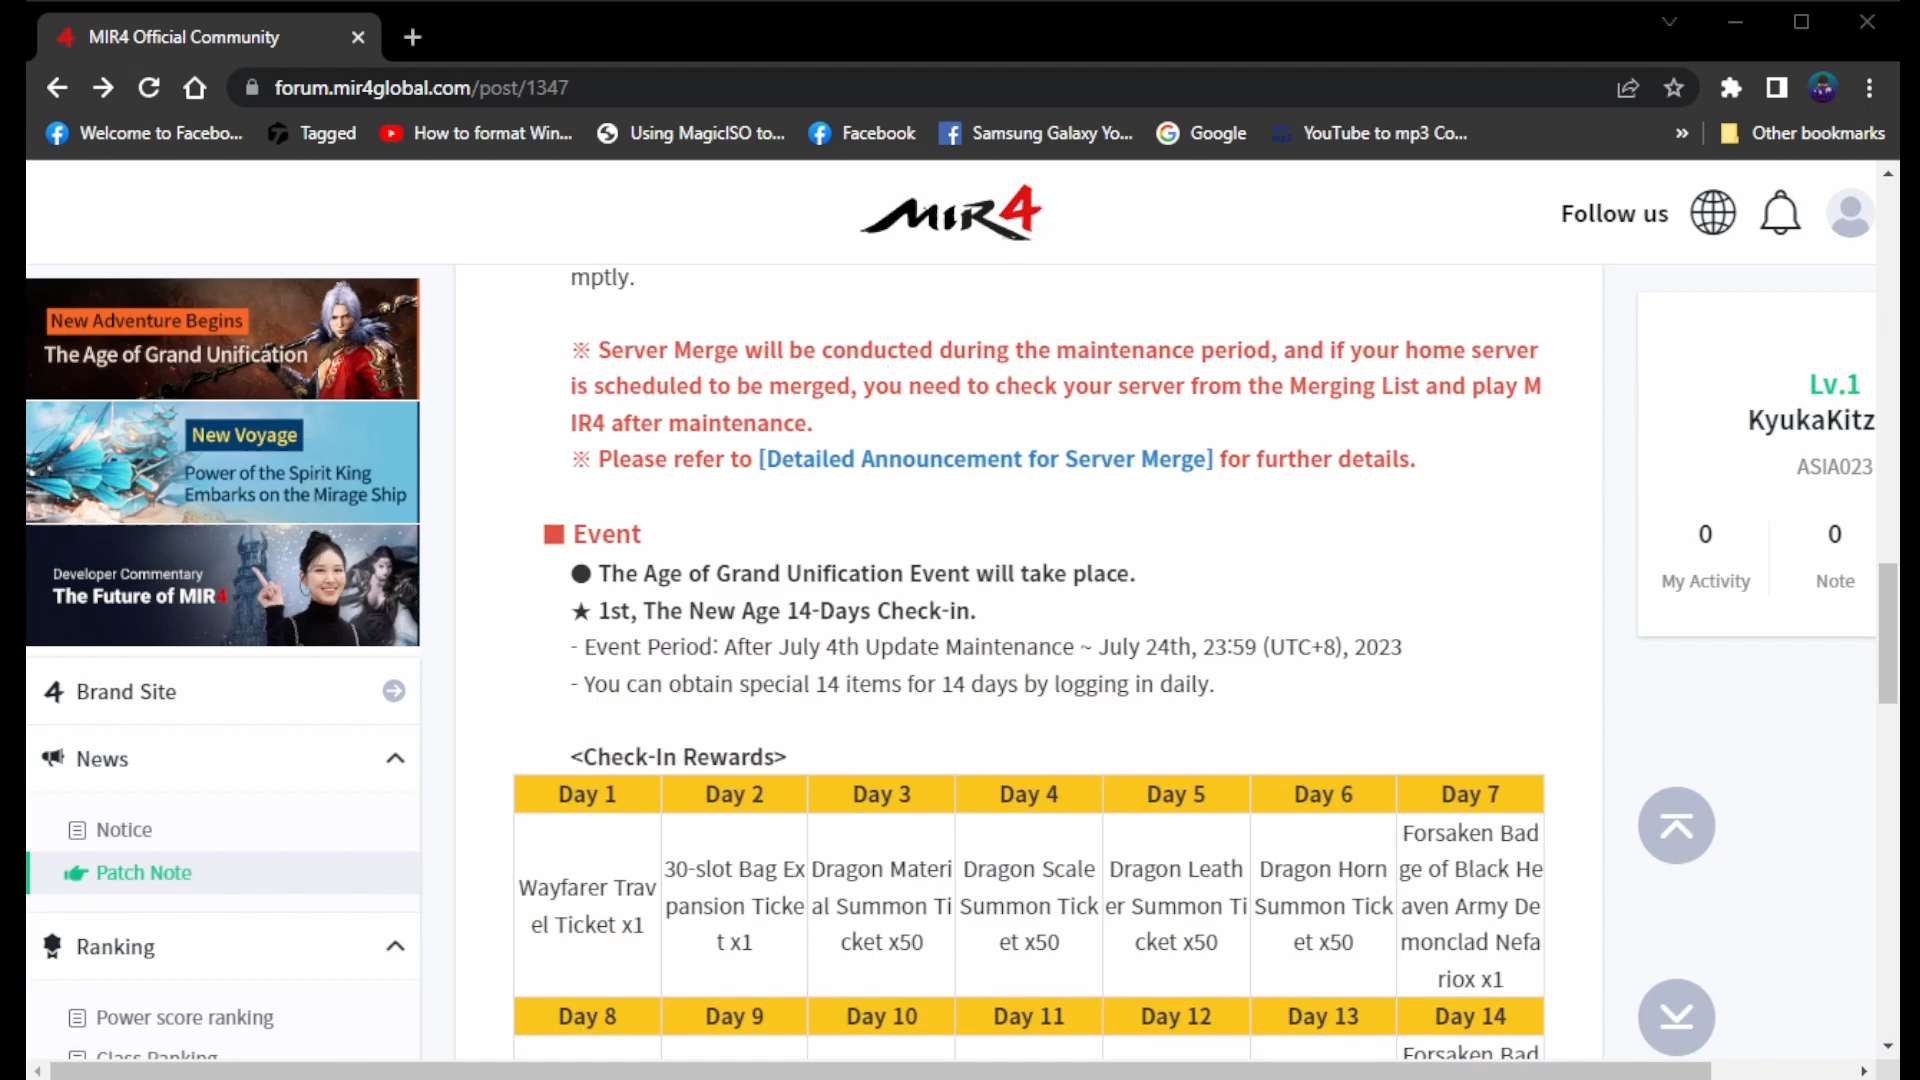 MIR4 Official Community
forum.mir4global.com/post/1347
Welcome to Facebo...
Tagged
How to format Win...
Using MagicISO to...
Facebook
Samsung Galaxy Yo...
Google
YouTube to mp3 Co...
Other bookmarks
MIR4
Follow us
New Adventure Begins
The Age of Grand Unification
New Voyage
Power of the Spirit King
Embarks on the Mirage Ship
Developer Commentary
The Future of MIR4
Brand Site
News
Notice
Patch Note
Ranking
Power score ranking
Class Ranking
mptly.
※ Server Merge will be conducted during the maintenance period, and if your home server
is scheduled to be merged, you need to check your server from the Merging List and play M
IR4 after maintenance.
※ Please refer to [Detailed Announcement for Server Merge] for further details.
■ Event
● The Age of Grand Unification Event will take place.
★ 1st, The New Age 14-Days Check-in.
- Event Period: After July 4th Update Maintenance ~ July 24th, 23:59 (UTC+8), 2023
- You can obtain special 14 items for 14 days by logging in daily.
<Check-In Rewards>
Day 1 Day 2 Day 3 Day 4 Day 5 Day 6 Day 7
Wayfarer Trav
el Ticket x1
30-slot Bag Ex
pansion Ticke
t x1
Dragon Materi
al Summon Ti
cket x50
Dragon Scale
Summon Tick
et x50
Dragon Leath
er Summon Ti
cket x50
Dragon Horn
Summon Tick
et x50
Forsaken Bad
ge of Black He
aven Army De
monclad Nefa
riox x1
Day 8 Day 9 Day 10 Day 11 Day 12 Day 13 Day 14
Forsaken Bad
Lv.1
KyukaKitz
ASIA023
0
My Activity
0
Note